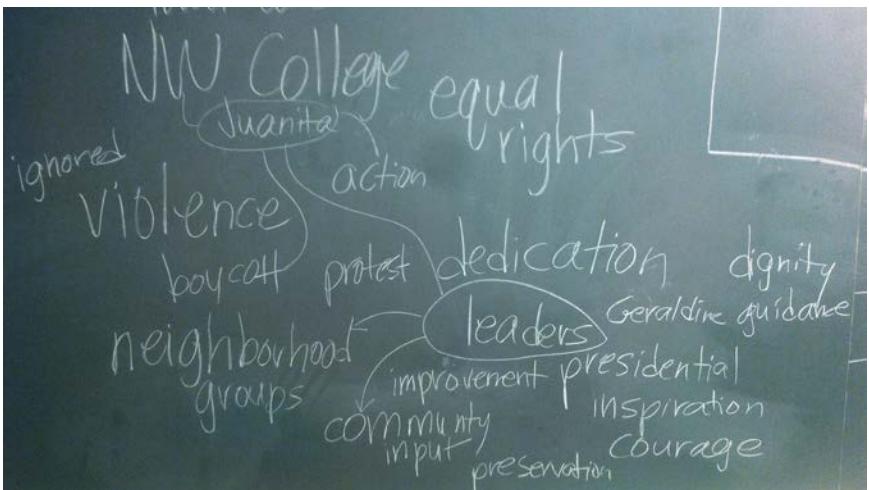 NW College
equal
rights
Juanita
ignored
action
violence
boycott
protest
dedication
dignity
leaders
Geraldine
guidance
neighborhood
groups
improvement
presidential
inspiration
community
input
courage
preservation